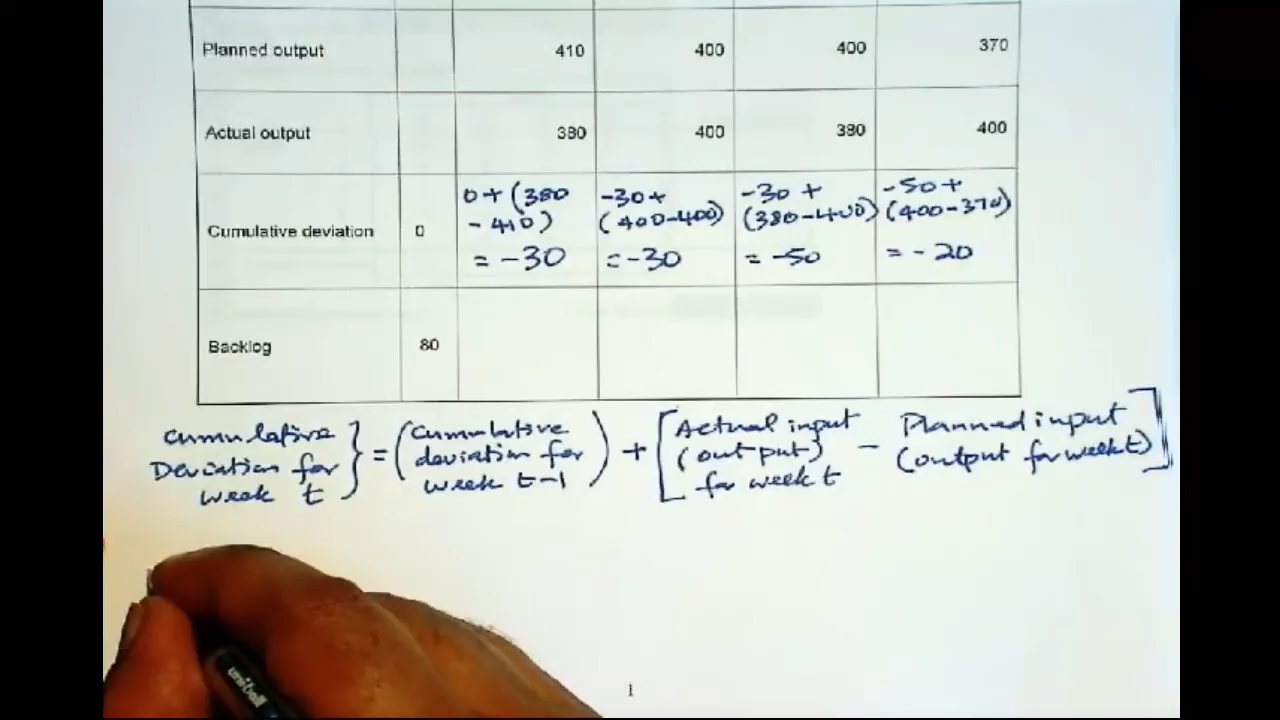 Planned output 410 400 400 370
Actual output 380 400 380 400
Cumulative deviation 0
0+(380 -30+ -30+ -50+
-410) (400-400) (380-400) (400-370)
= -30 =-30 = -50 = -20
Backlog 80
Cumulative
Deviation for
week t
=
(Cumulative
deviation for
week t-1)
+
[Actual input
(output)
for week t
-
Planned input
(output for week t)]
uniball
1